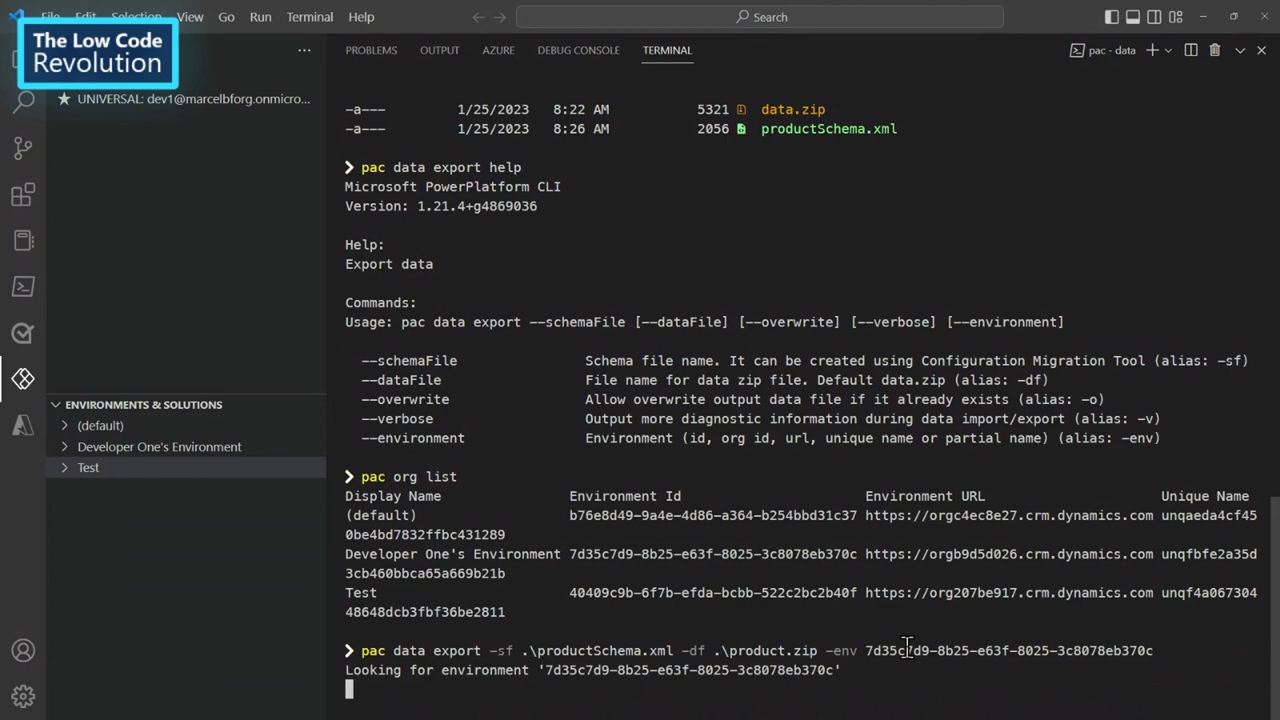 File Edit Selection View Go Run Terminal Help
Search
The Low Code
Revolution
PROBLEMS OUTPUT AZURE DEBUG CONSOLE TERMINAL
pac - data
UNIVERSAL: dev1@marcelbforg.onmicro...
-a--- 1/25/2023 8:22 AM 5321 data.zip
-a--- 1/25/2023 8:26 AM 2056 productSchema.xml
❯ pac data export help
Microsoft PowerPlatform CLI
Version: 1.21.4+g4869036
Help:
Export data
Commands:
Usage: pac data export --schemaFile [--dataFile] [--overwrite] [--verbose] [--environment]
--schemaFile Schema file name. It can be created using Configuration Migration Tool (alias: -sf)
--dataFile File name for data zip file. Default data.zip (alias: -df)
--overwrite Allow overwrite output data file if it already exists (alias: -o)
--verbose Output more diagnostic information during data import/export (alias: -v)
--environment Environment (id, org id, url, unique name or partial name) (alias: -env)
ENVIRONMENTS & SOLUTIONS
(default)
Developer One's Environment
Test
❯ pac org list
Display Name Environment Id Environment URL Unique Name
(default) b76e8d49-9a4e-4d86-a364-b254bbd31c37 https://orgc4ec8e27.crm.dynamics.com unqaeda4cf45
0be4bd7832ffbc431289
Developer One's Environment 7d35c7d9-8b25-e63f-8025-3c8078eb370c https://orgb9d5d026.crm.dynamics.com unqfbfe2a35d
3cb460bbca65a669b21b
Test 40409c9b-6f7b-efda-bcbb-522c2bc2b40f https://org207be917.crm.dynamics.com unqf4a067304
48648dcb3fbf36be2811
❯ pac data export -sf .\productSchema.xml -df .\product.zip -env 7d35c7d9-8b25-e63f-8025-3c8078eb370c
Looking for environment '7d35c7d9-8b25-e63f-8025-3c8078eb370c'